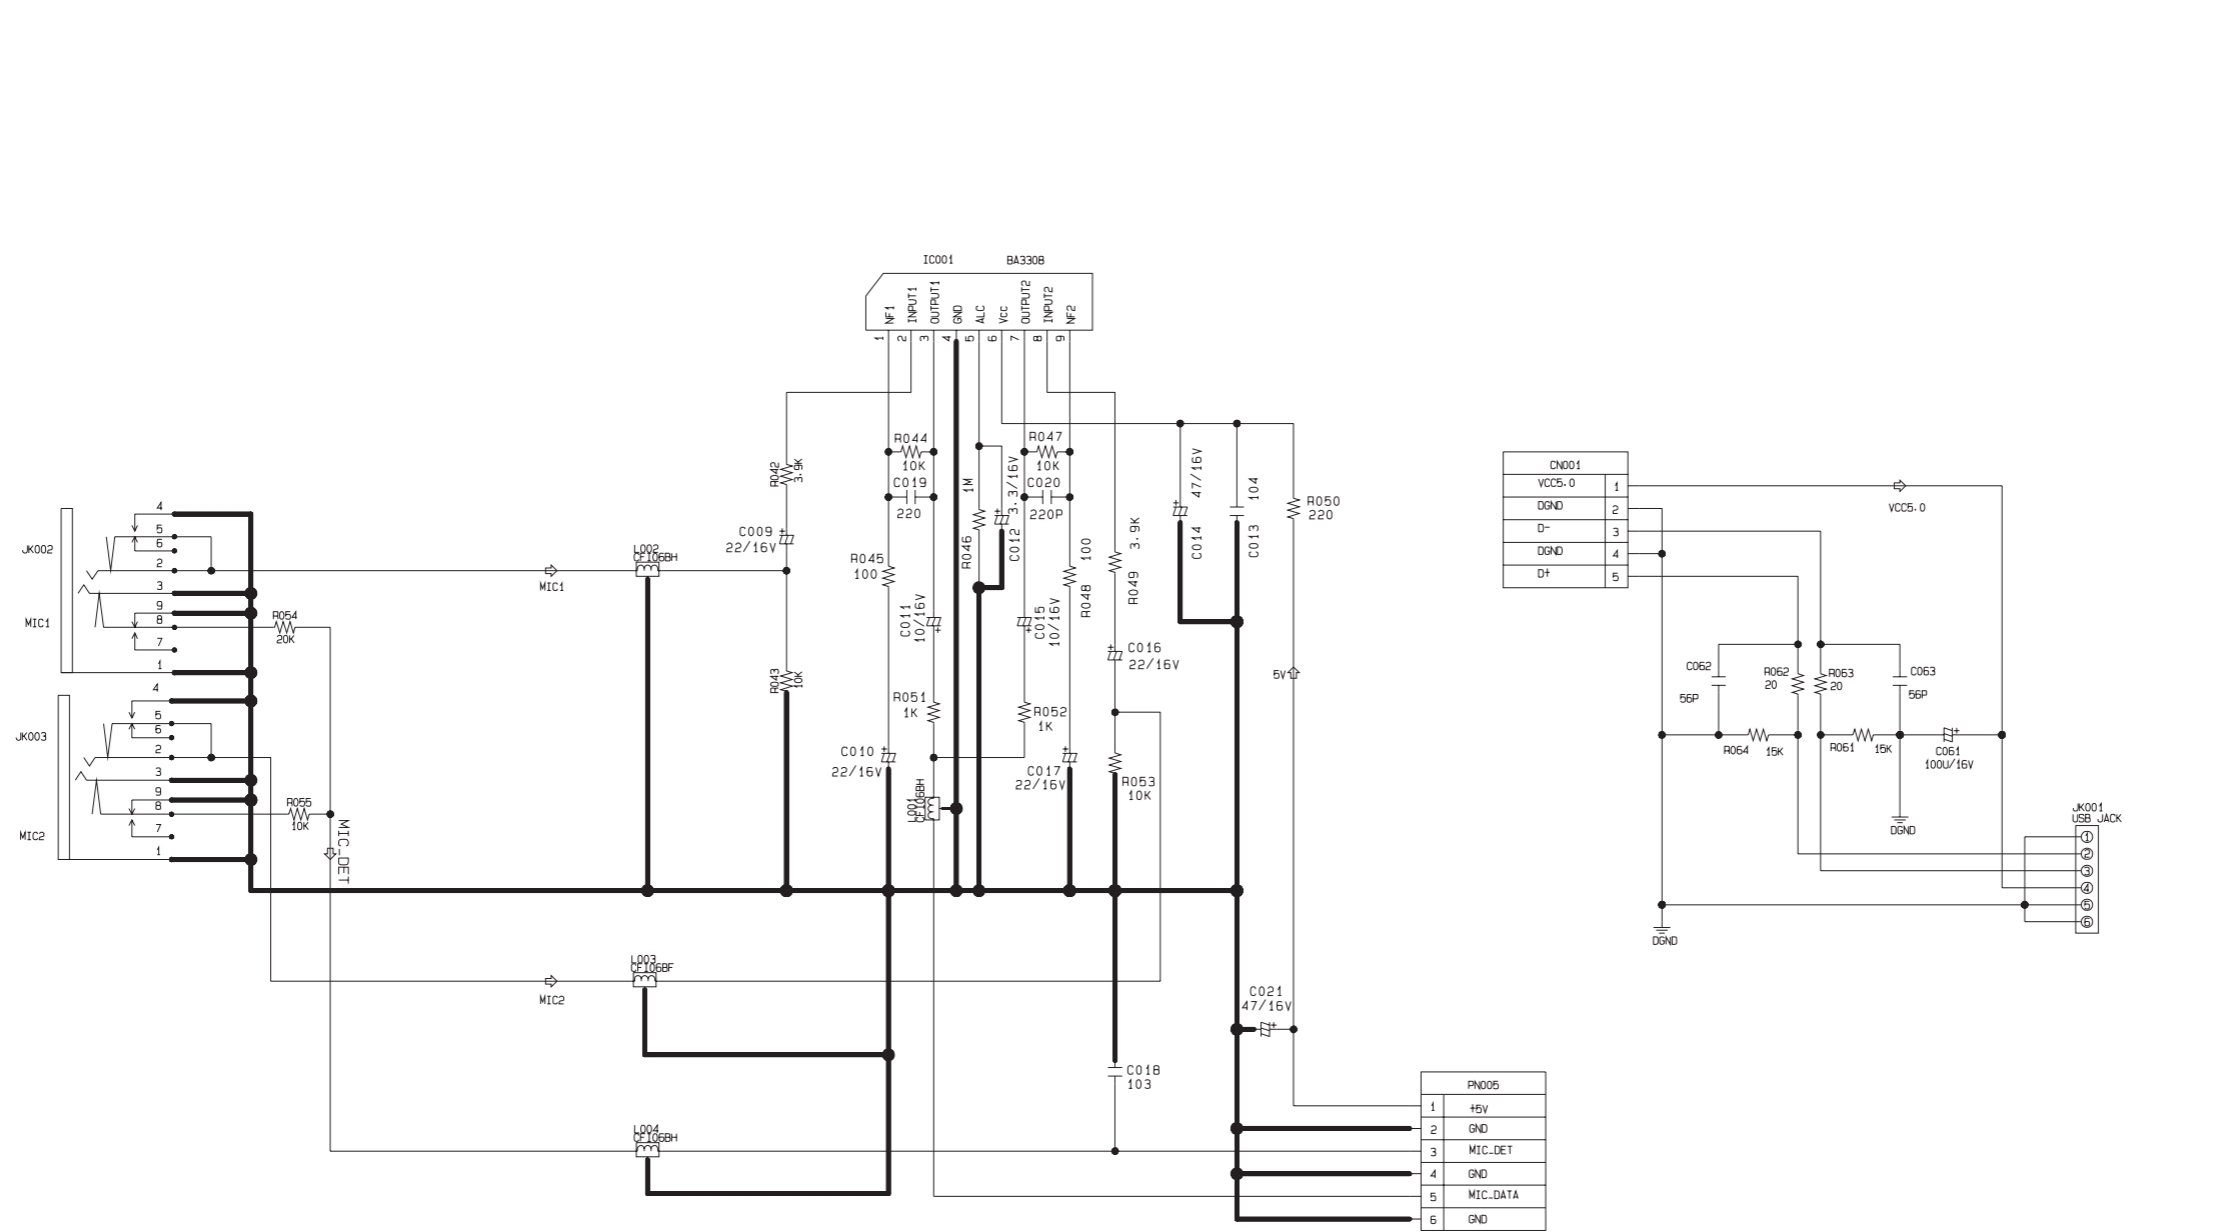 IC001 BA3308
NF1
INPUT1
OUTPUT1
GND
ALC
Vcc
OUTPUT2
INPUT2
NF2
1 2 3 4 5 6 7 8 9
R044
10K
C019
220
R047
10K
C020
220P
R042
3.9K
C009
22/16V
R043
10K
R045
100
C011
10/16V
R051
1K
C010
22/16V
L001
CFI06BH
1M
R046
3.3/16V
C012
C015
10/16V
R052
1K
100
R048
C017
22/16V
3.9K
R049
C016
22/16V
R053
10K
47/16V
C014
104
C013
R050
220
5V
C021
47/16V
C018
103
JK002
MIC1
4
5
6
2
3
9
8
7
1
R054
20K
JK003
MIC2
4
5
6
2
3
9
8
7
1
R055
10K
MIC_DET
L002
CFI06BH
MIC1
L003
CFI06BF
MIC2
L004
CFI06BH
PN005
1 +5V
2 GND
3 MIC_DET
4 GND
5 MIC_DATA
6 GND
CN001
VCC5.0 1
DGND 2
D- 3
DGND 4
D+ 5
VCC5.0
C062
56P
R062
20
R063
20
C063
56P
R064 15K
R061 15K
C061
100U/16V
DGND
DGND
JK001
USB JACK
1
2
3
4
5
6